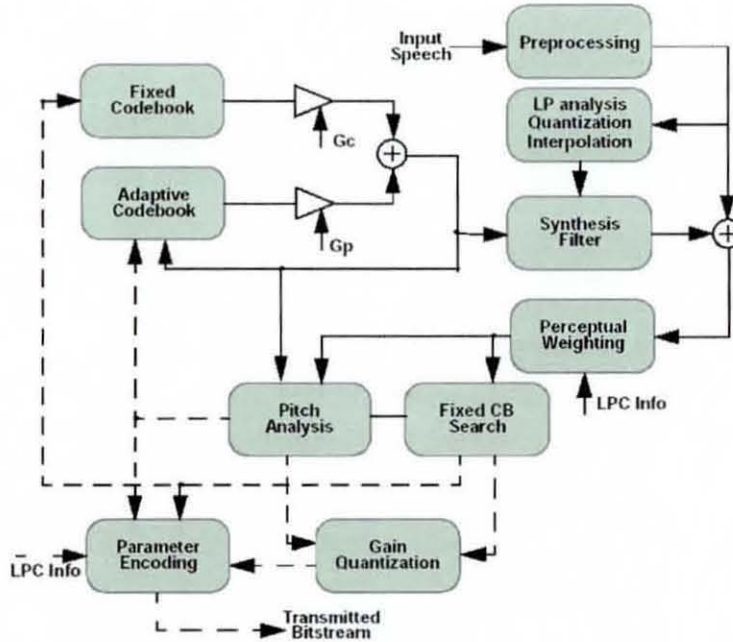 Input
Speech
Preprocessing
Fixed
Codebook
LP analysis
Quantization
Interpolation
Gc
+
Adaptive
Codebook
Synthesis
Filter
+
Gp
Perceptual
Weighting
LPC Info
Pitch
Analysis
Fixed CB
Search
LPC Info
Parameter
Encoding
Gain
Quantization
Transmitted
Bitstream